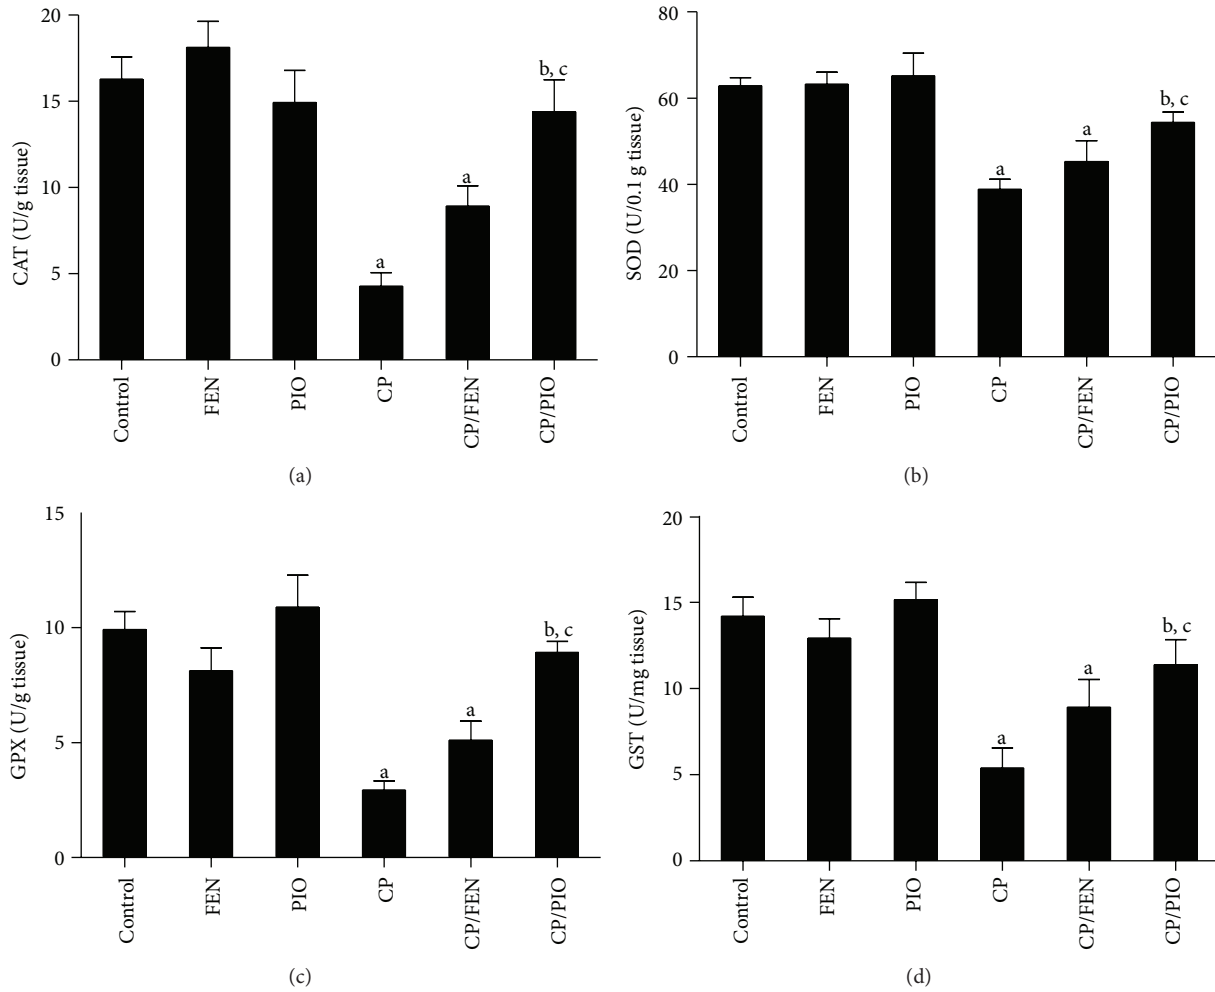 20
15
10
5
0
CAT (U/g tissue)
a
a
b, c
Control
FEN
PIO
CP
CP/FEN
CP/PIO
(a)
80
60
40
20
0
SOD (U/0.1 g tissue)
a
a
b, c
Control
FEN
PIO
CP
CP/FEN
CP/PIO
(b)
15
10
5
0
GPX (U/g tissue)
a
a
b, c
Control
FEN
PIO
CP
CP/FEN
CP/PIO
(c)
20
15
10
5
0
GST (U/mg tissue)
a
a
b, c
Control
FEN
PIO
CP
CP/FEN
CP/PIO
(d)